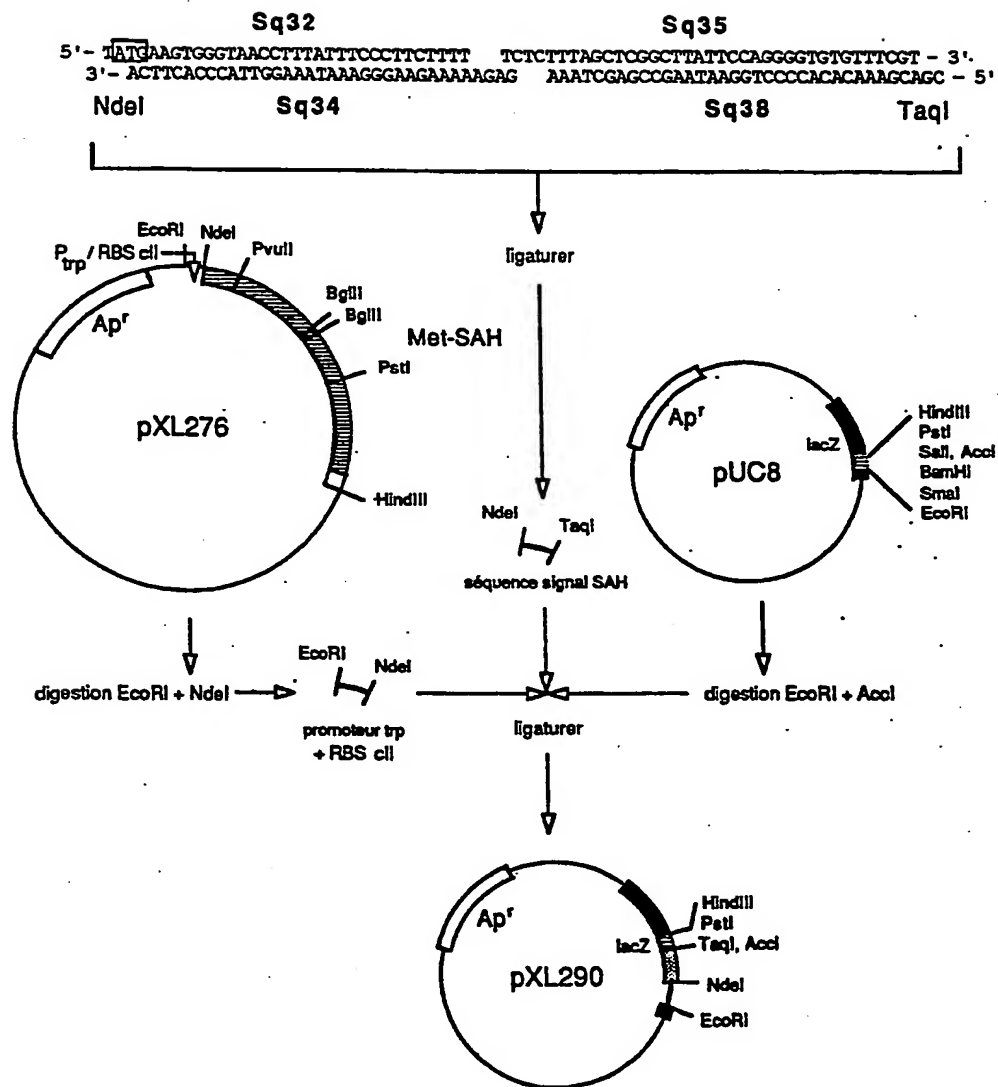 Sq32 Sq35
5'- TATGAAGTGGGTAACCTTTATTTCCCTTCTTTT TCTCTTTAGCTCGGCTTATTCCAGGGGTGTGTTTCGT - 3'.
3'- ACTTCACCCATTGGAAATAAAGGGAAGAAAAAGAG AAATCGAGCCGAATAAGGTCCCCACACAAAGCAGC - 5'
NdeI Sq34 Sq38 TaqI
EcoRI
NdeI
Ptrp/ RBS cII
PvuII
ligaturer
BglII
BglII
Apr
Met-SAH
PstI
pXL276
Apr
lacZ
HindIII
PstI
SalI, AccI
BamHI
SmaI
EcoRI
pUC8
HindIII
NdeI
TaqI
séquence signal SAH
EcoRI
NdeI
digestion EcoRI + NdeI
digestion EcoRI + AccI
promoteur trp
+ RBS cII
ligaturer
Apr
HindIII
PstI
lacZ
TaqI, AccI
pXL290
NdeI
EcoRI